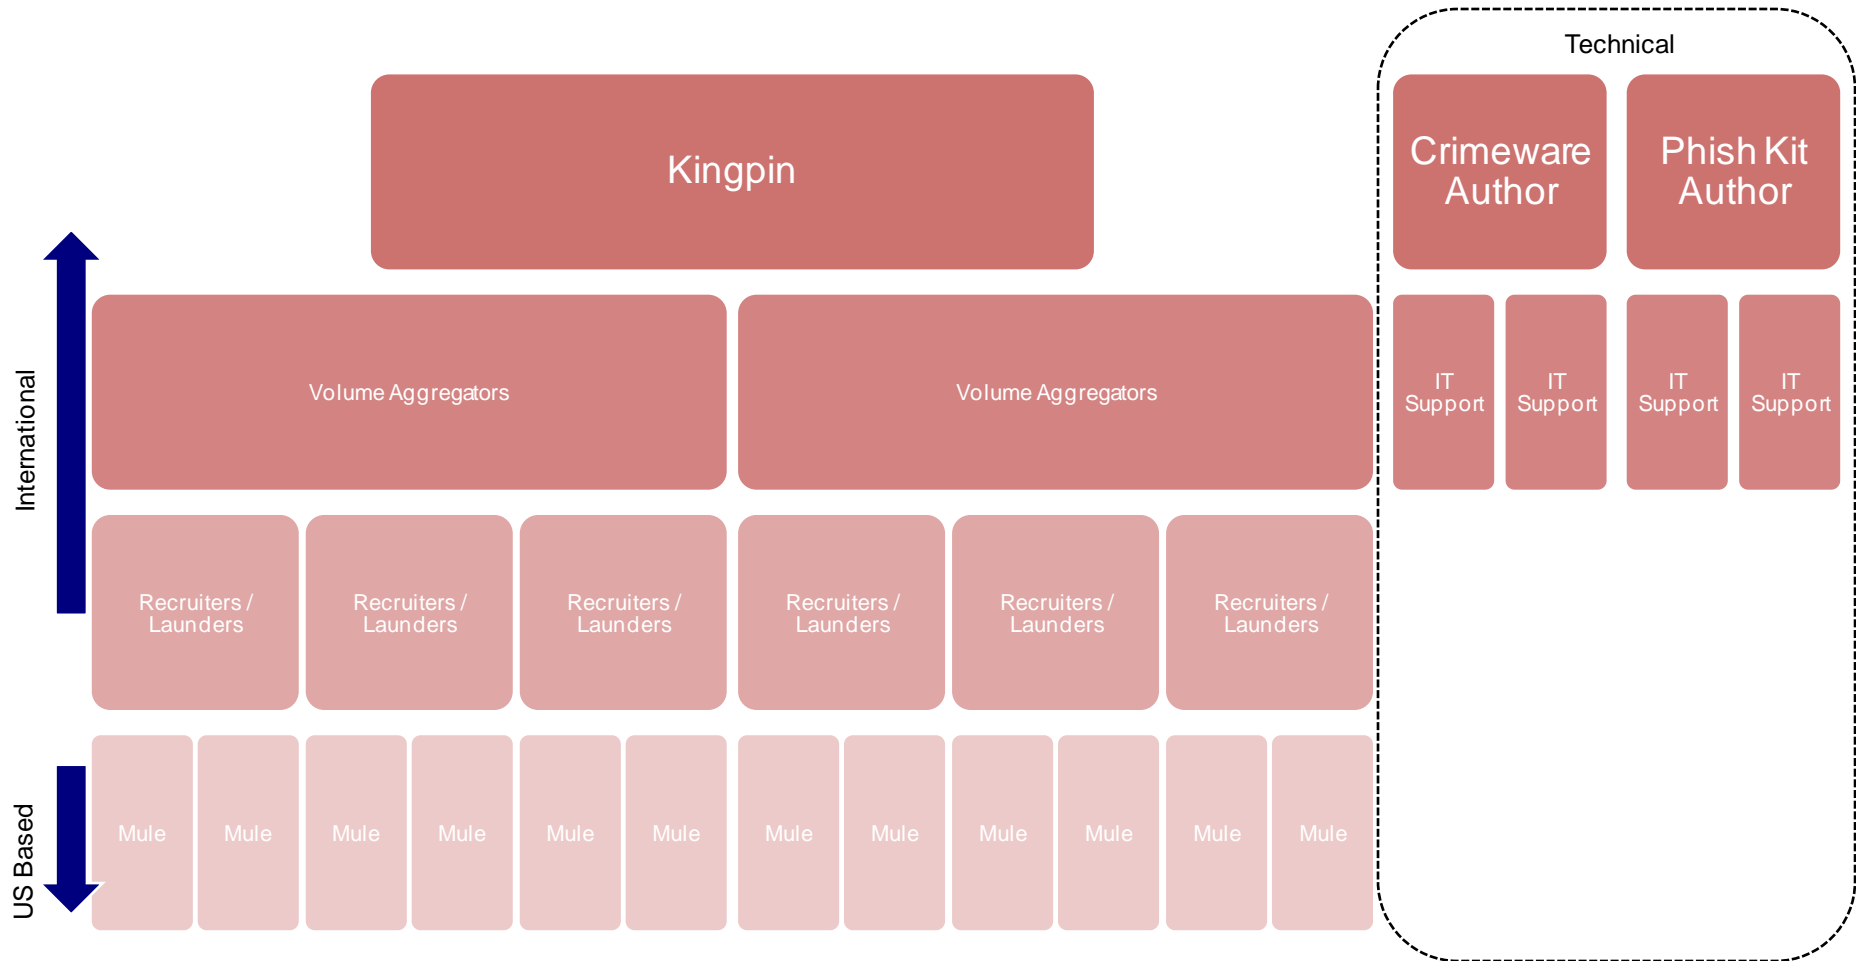 Technical
Kingpin
Crimeware
Author
Phish Kit
Author
International
Volume Aggregators
Volume Aggregators
IT
Support
IT
Support
IT
Support
IT
Support
Recruiters /
Launders
Recruiters /
Launders
Recruiters /
Launders
Recruiters /
Launders
Recruiters /
Launders
Recruiters /
Launders
US Based
Mule
Mule
Mule
Mule
Mule
Mule
Mule
Mule
Mule
Mule
Mule
Mule